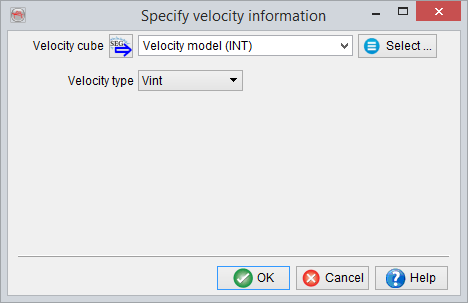 Specify velocity information
Velocity cube SEGY Velocity model (INT) Select ...
Velocity type Vint
OK Cancel Help